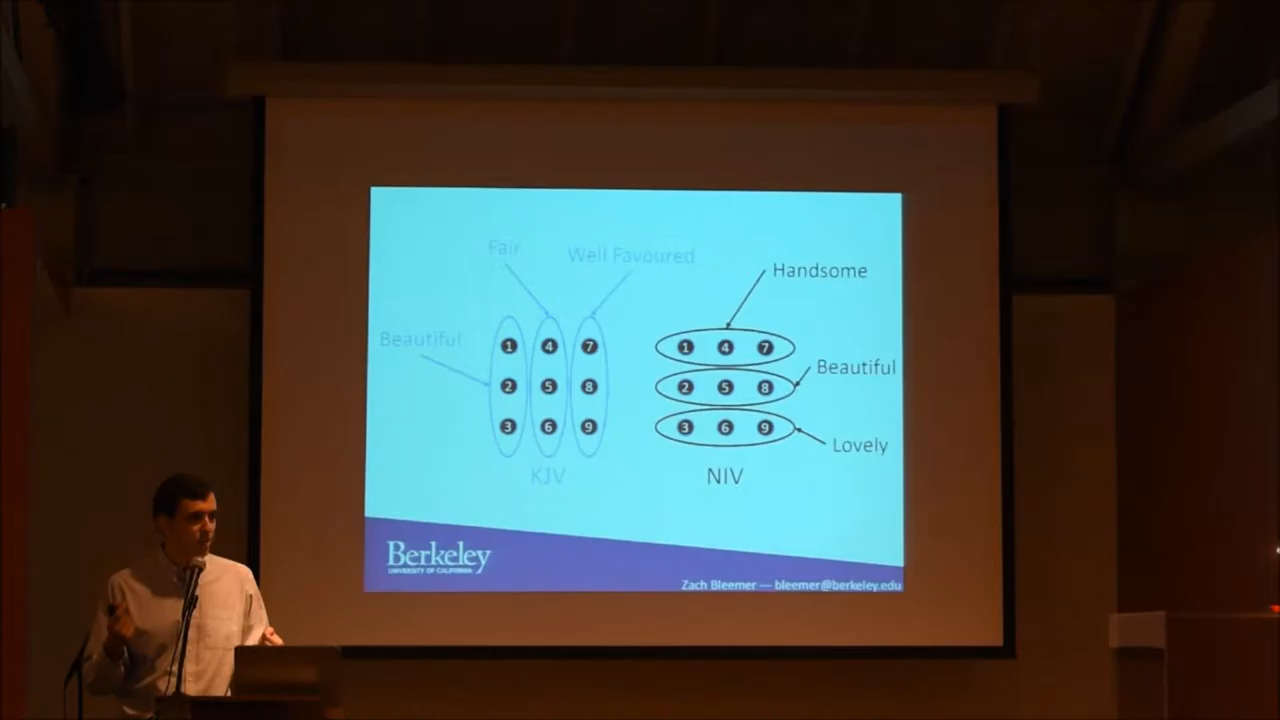 Fair
Well Favoured
Handsome
Beautiful
1 4 7
1 4 7
Beautiful
2 5 8
2 5 8
3 6 9
3 6 9
Lovely
KJV
NIV
Berkeley
UNIVERSITY OF CALIFORNIA
Zach Bleemer — bleemer@berkeley.edu